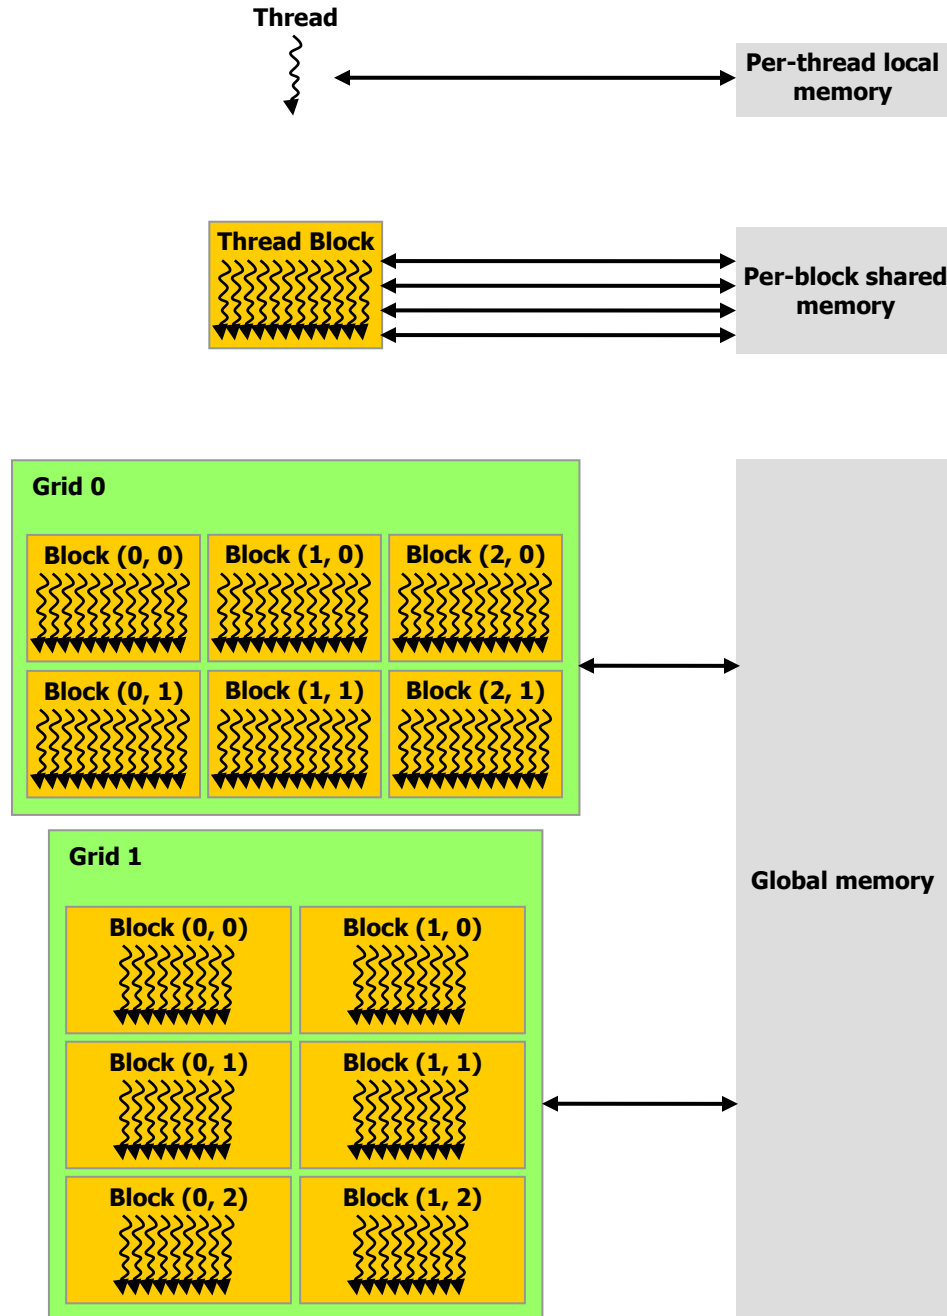 Thread
Per-thread local
memory
Thread Block
Per-block shared
memory
Grid 0
Block (0, 0)
Block (1, 0)
Block (2, 0)
Block (0, 1)
Block (1, 1)
Block (2, 1)
Grid 1
Global memory
Block (0, 0)
Block (1, 0)
Block (0, 1)
Block (1, 1)
Block (0, 2)
Block (1, 2)